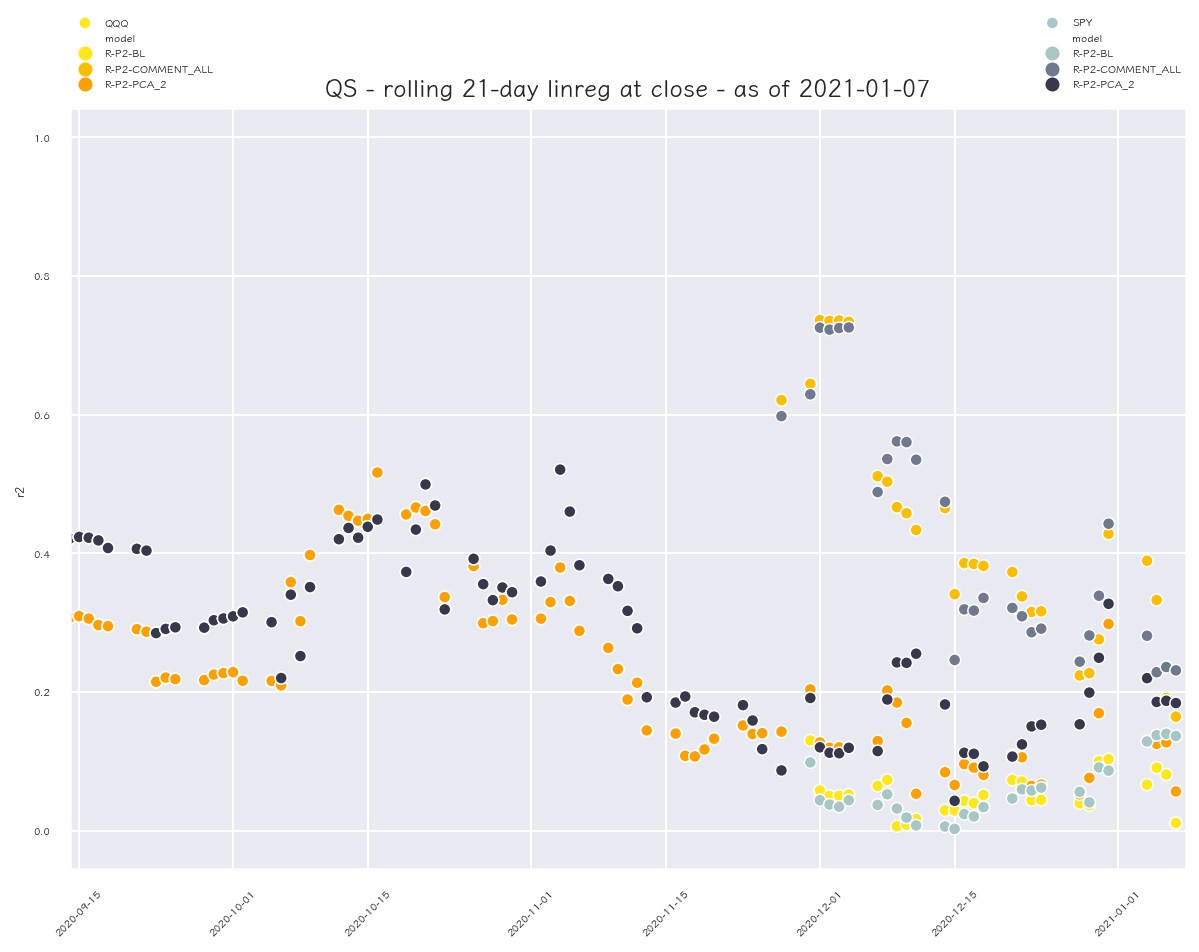 QQQ
model
R-P2-BL
R-P2-COMMENT_ALL
R-P2-PCA_2
SPY
model
R-P2-BL
R-P2-COMMENT_ALL
R-P2-PCA_2
QS - rolling 21-day linreg at close - as of 2021-01-07
1.0
0.8
0.6
r2
0.4
0.2
0.0
2020-09-15
2020-10-01
2020-10-15
2020-11-01
2020-11-15
2020-12-01
2020-12-15
2021-01-01